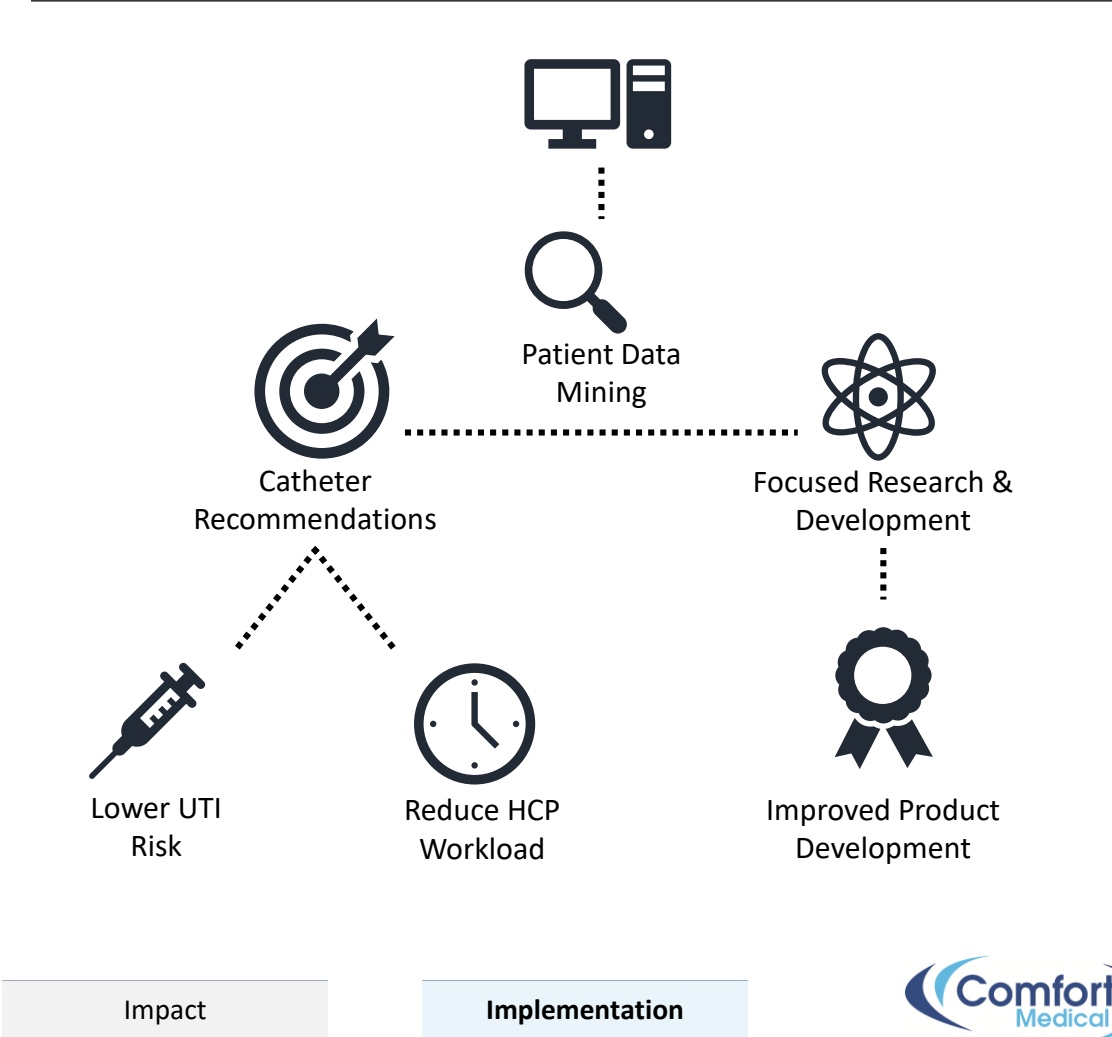 Patient Data
Mining
Catheter
Recommendations
Focused Research &
Development
Lower UTI
Risk
Reduce HCP
Workload
Improved Product
Development
Impact
Implementation
Comfort
Medical